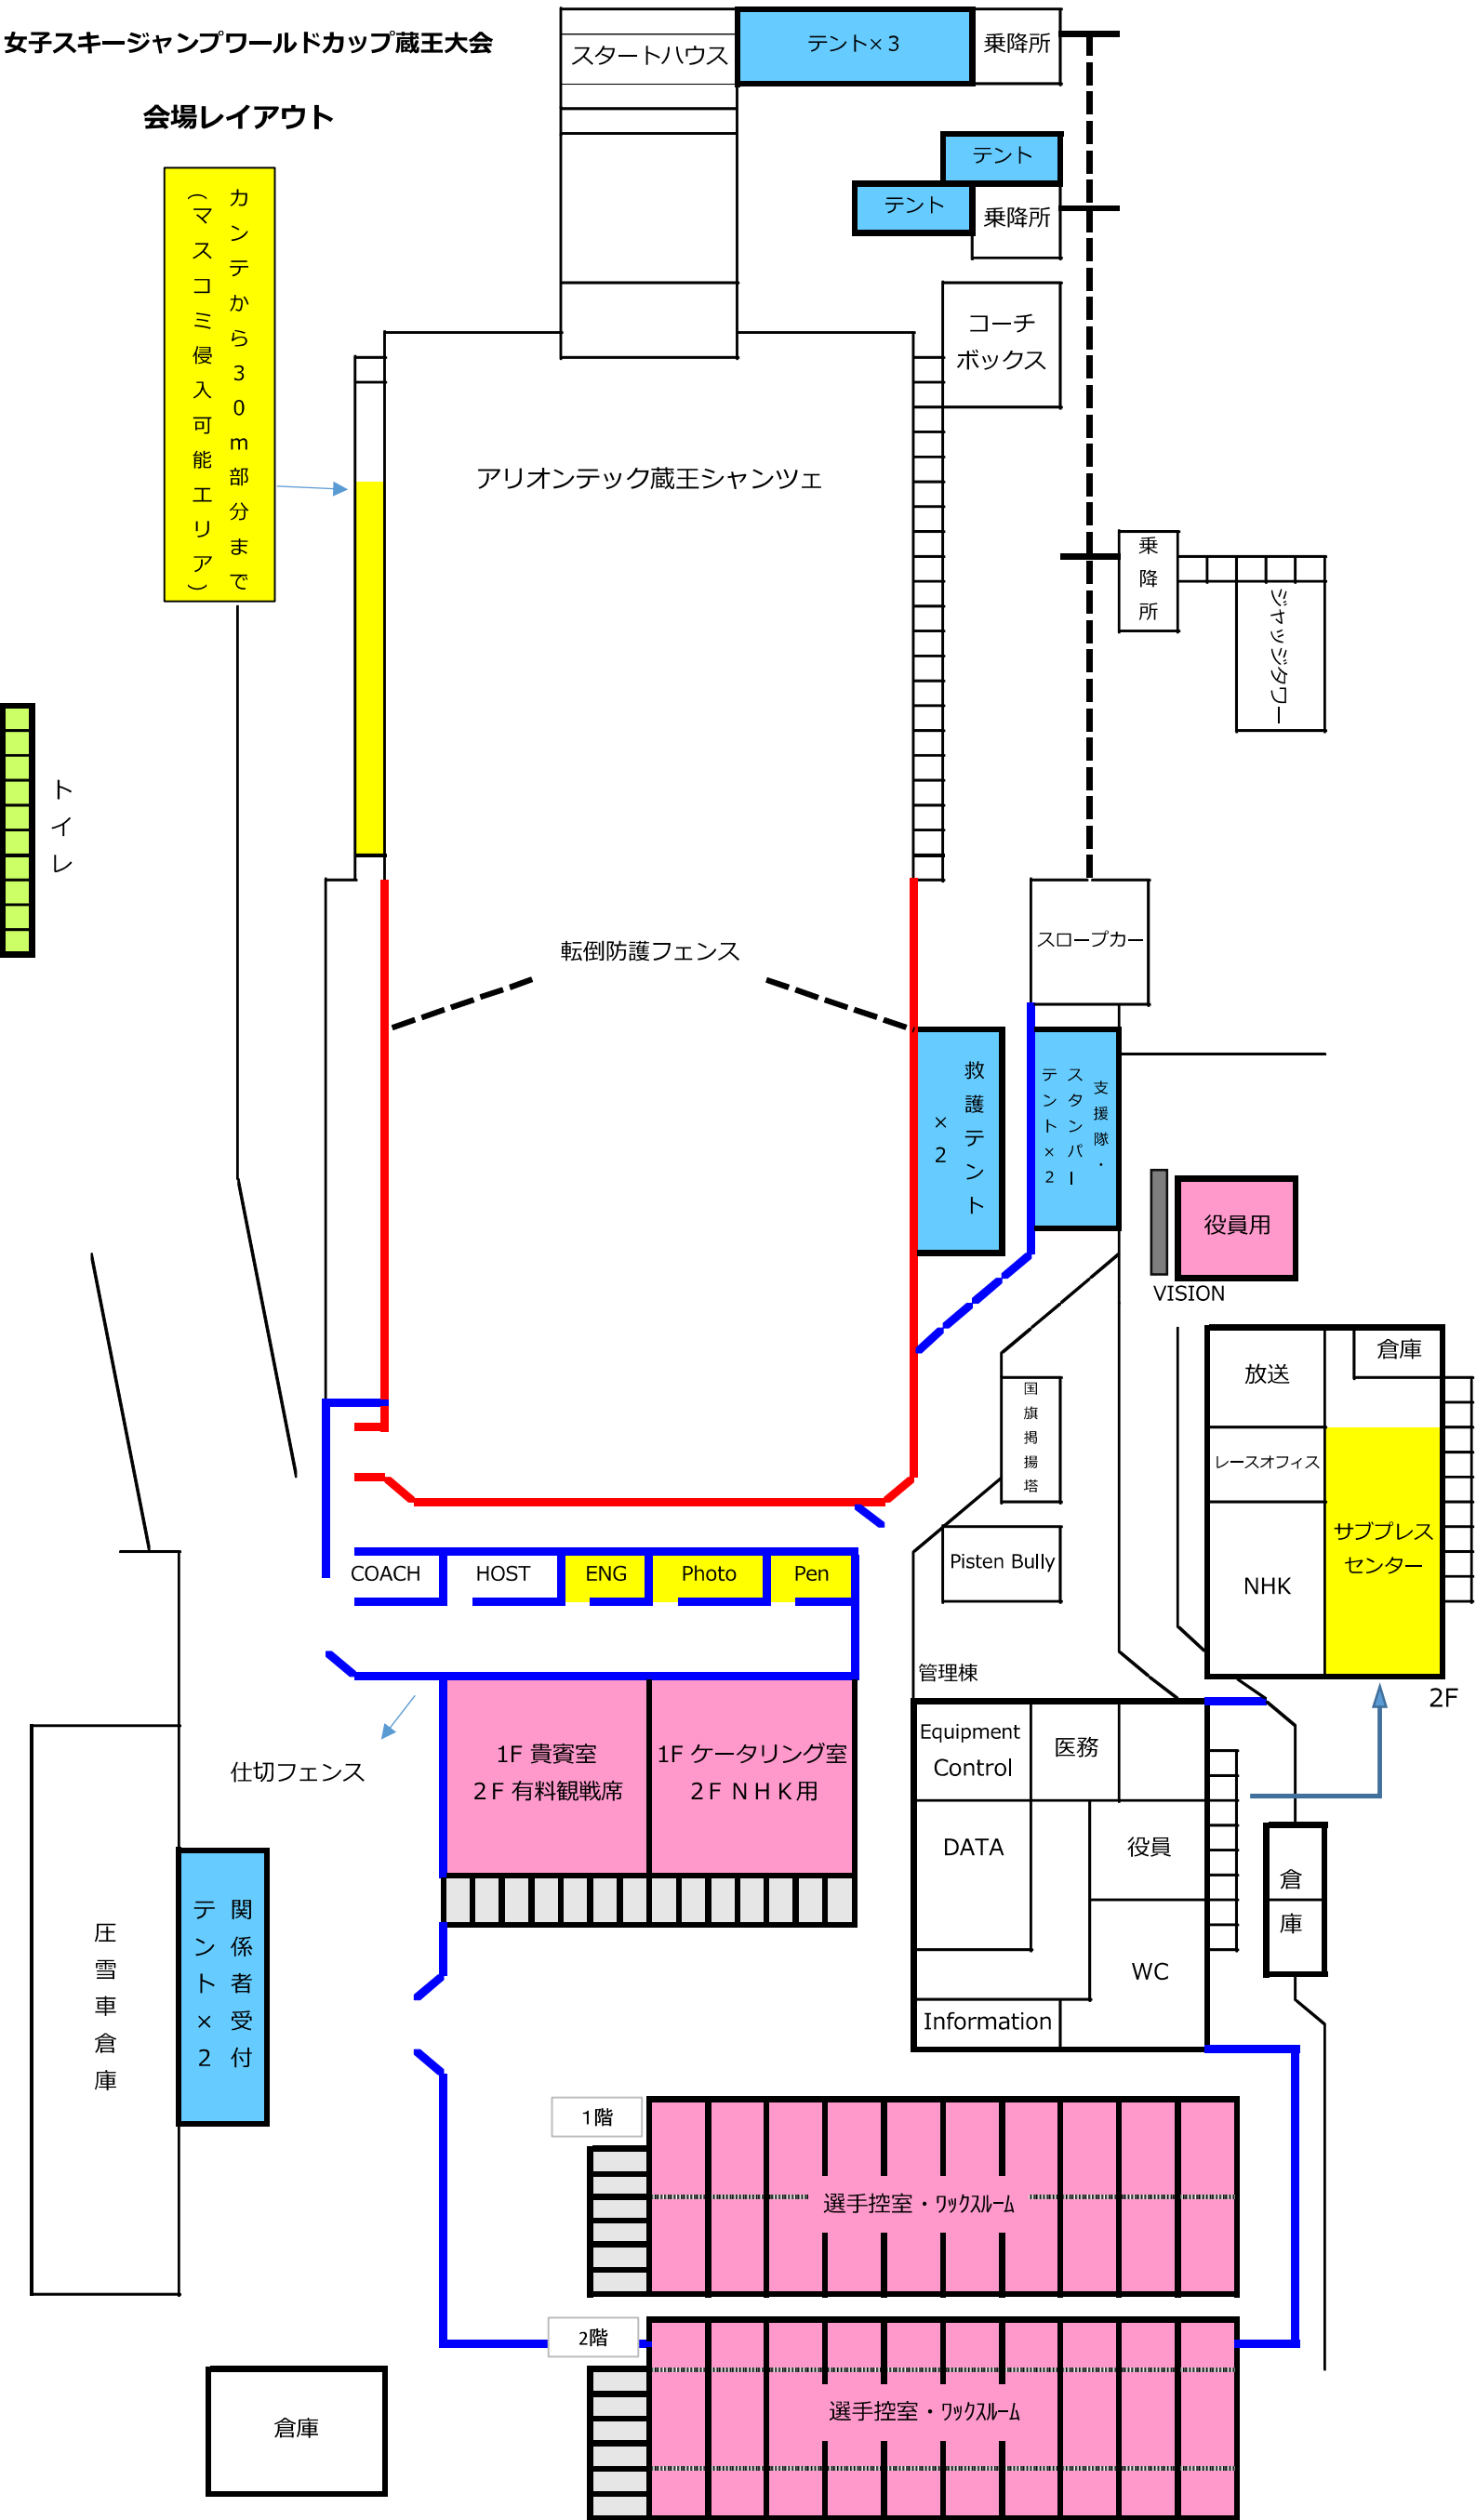 女子スキージャンプワールドカップ蔵王大会
会場レイアウト
スタートハウス
テント×３
乗降所
テント
テント
乗降所
カンテから３０ｍ部分まで
（マスコミ侵入可能エリア）
コーチ
ボックス
アリオンテック蔵王シャンツェ
乗降所
ジャッジタワー
トイレ
スロープカー
転倒防護フェンス
救護テント
×２
支援隊・
スタンバー
テント×２
役員用
VISION
国旗掲揚塔
放送
倉庫
レースオフィス
サブプレス
センター
NHK
2F
COACH
HOST
ENG
Photo
Pen
Pisten Bully
管理棟
仕切フェンス
1F 貴賓室
２Ｆ有料観戦席
1F ケータリング室
２Ｆ ＮＨＫ用
Equipment
Control
医務
DATA
役員
WC
Information
倉庫
圧雪車倉庫
関係者受付
テント×２
1階
選手控室・ﾜｯｸｽﾙｰﾑ
2階
選手控室・ﾜｯｸｽﾙｰﾑ
倉庫